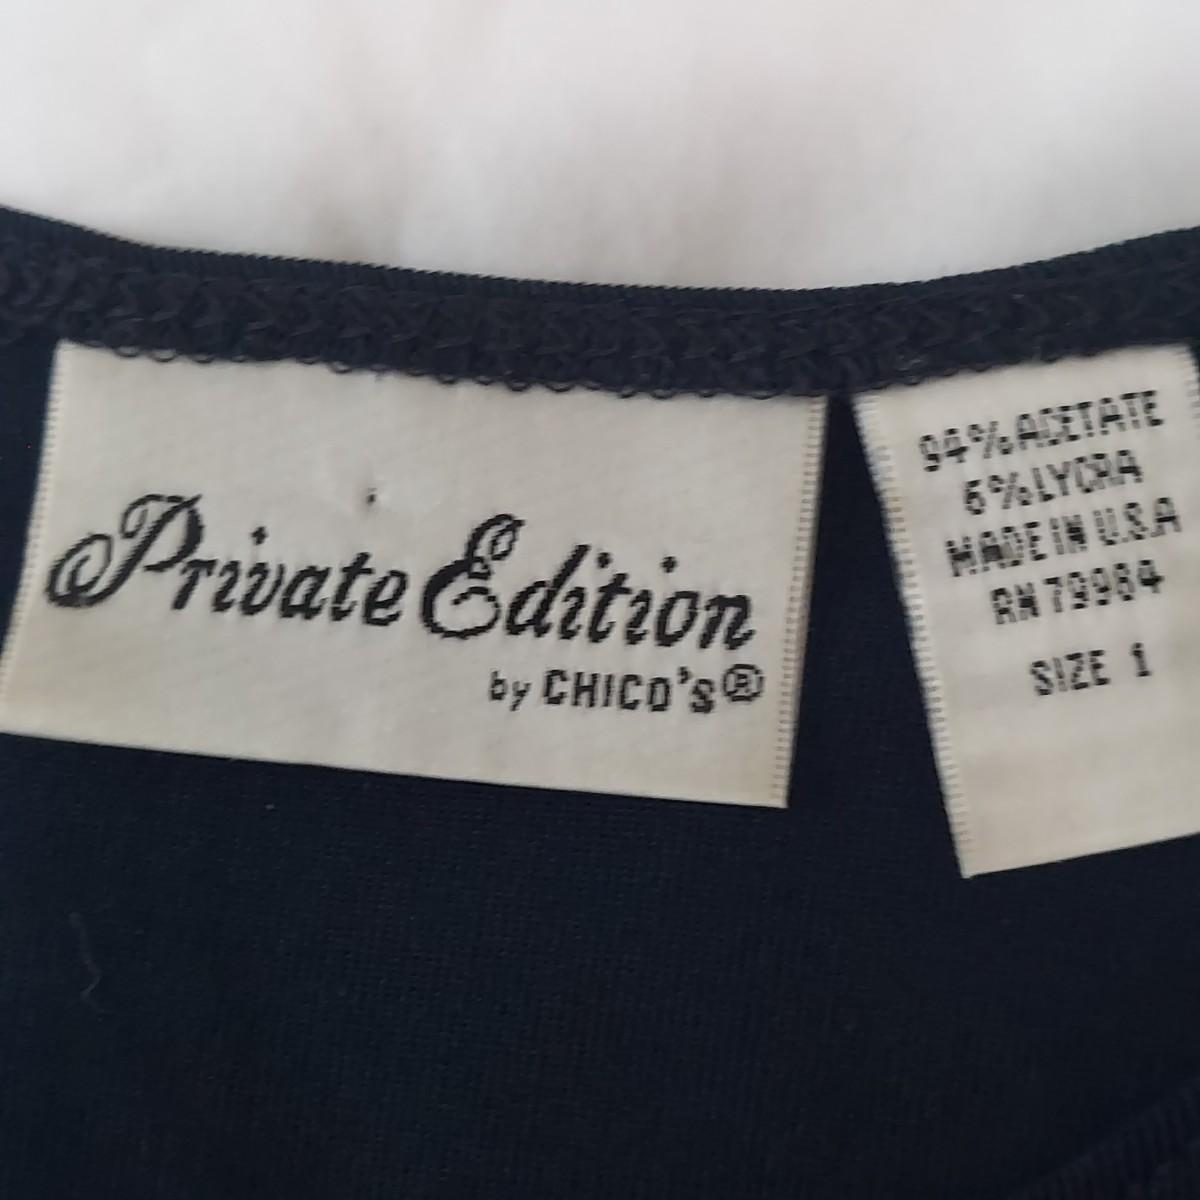 Private Edition
by CHICO'S®
94% ACETATE
6% LYCRA
MADE IN U.S.A
RN 79984
SIZE 1